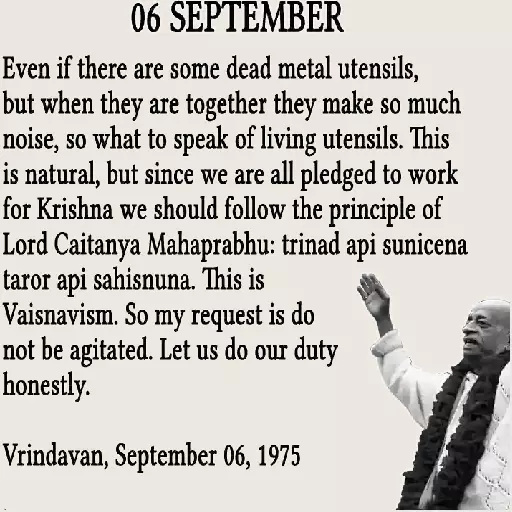 06 SEPTEMBER
Even if there are some dead metal utensils,
but when they are together they make so much
noise, so what to speak of living utensils. This
is natural, but since we are all pledged to work
for Krishna we should follow the principle of
Lord Caitanya Mahaprabhu: trinad api sunicena
taror api sahisnuna. This is
Vaisnavism. So my request is do
not be agitated. Let us do our duty
honestly.
Vrindavan, September 06, 1975